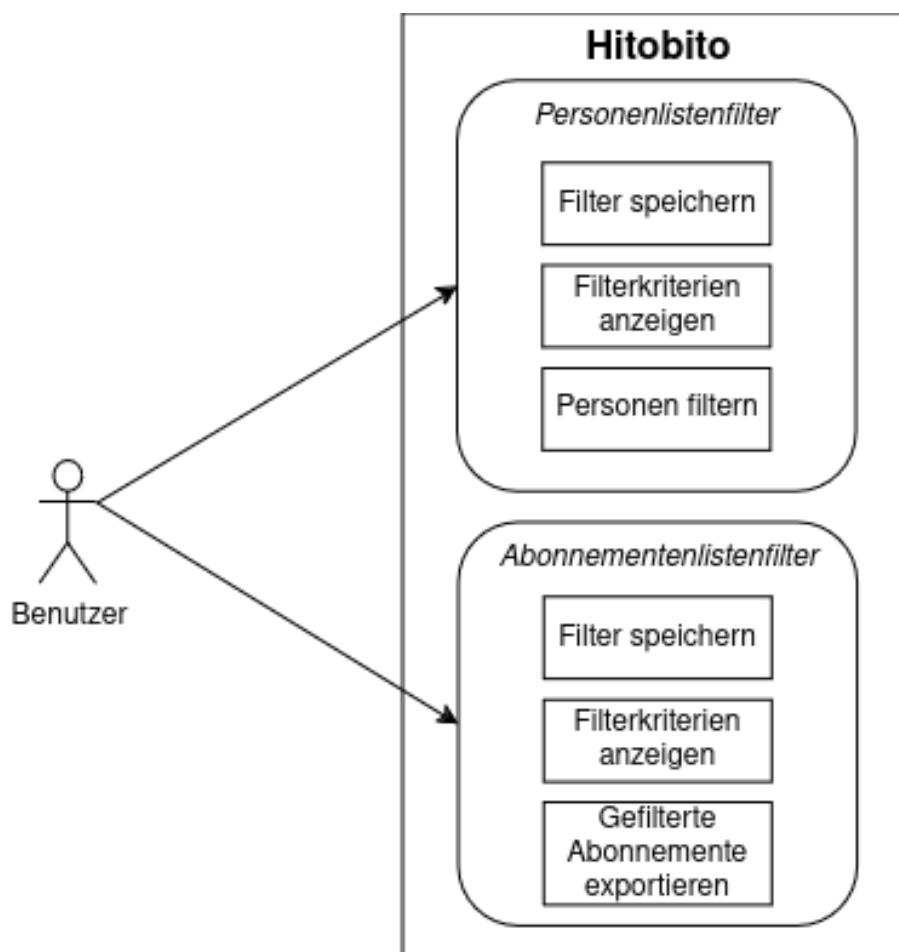 Hitobito
Personenlistenfilter
Filter speichern
Filterkriterien
anzeigen
Personen filtern
Benutzer
Abonnementenlistenfilter
Filter speichern
Filterkriterien
anzeigen
Gefilterte
Abonnemente
exportieren